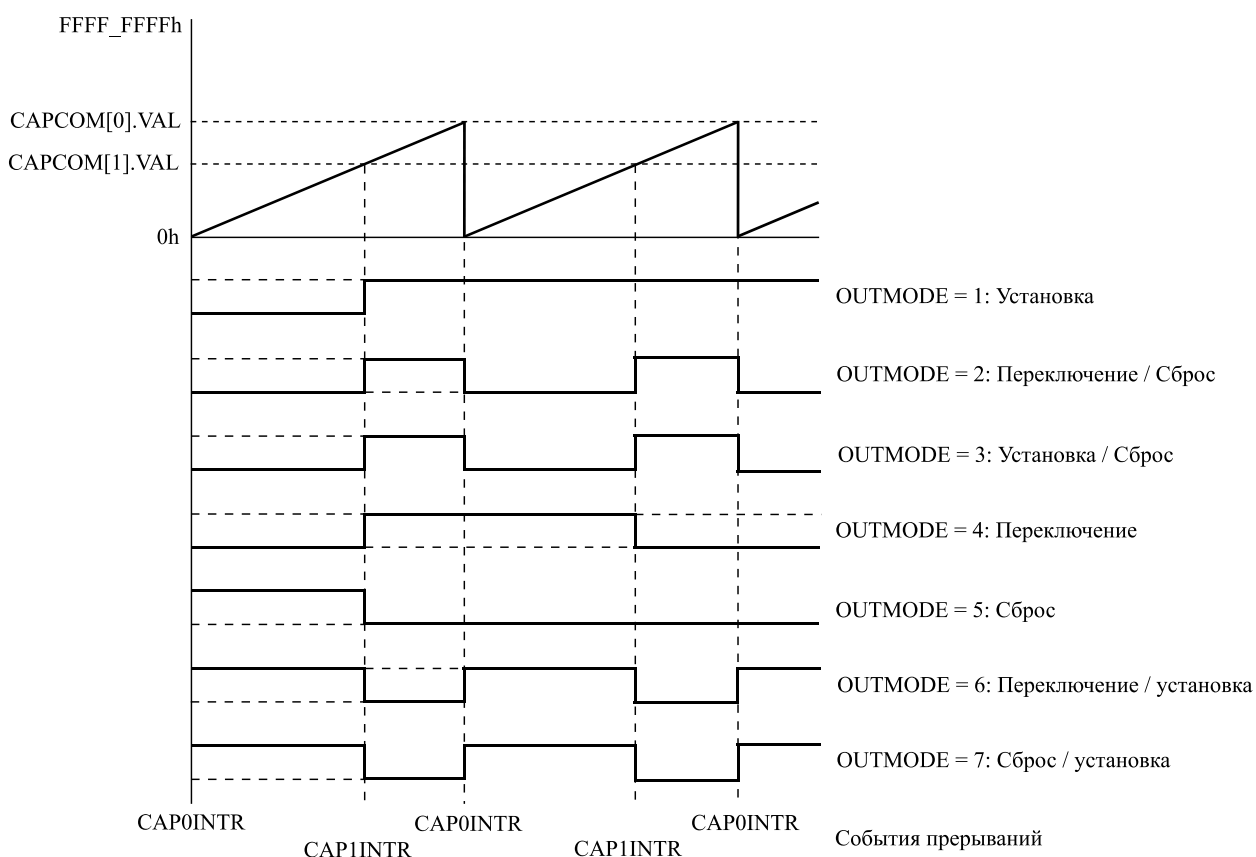 FFFF_FFFFh
CAPCOM[0].VAL
CAPCOM[1].VAL
0h
OUTMODE = 1: Установка
OUTMODE = 2: Переключение / Сброс
OUTMODE = 3: Установка / Сброс
OUTMODE = 4: Переключение
OUTMODE = 5: Сброс
OUTMODE = 6: Переключение / установка
OUTMODE = 7: Сброс / установка
CAP0INTR CAP0INTR CAP0INTR
События прерываний
CAP1INTR CAP1INTR